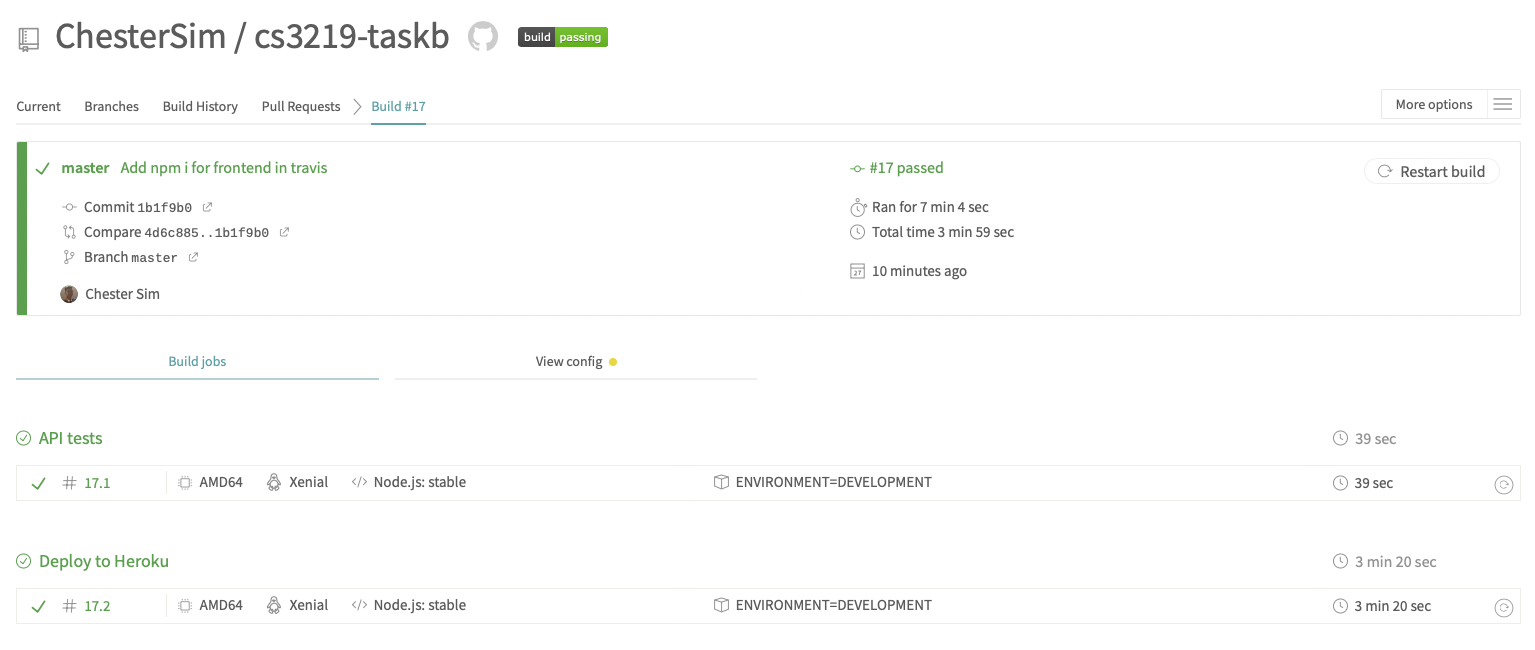 ChesterSim / cs3219-taskb build passing
Current Branches Build History Pull Requests Build #17 More options
master Add npm i for frontend in travis #17 passed Restart build
Commit 1b1f9b0 Ran for 7 min 4 sec
Compare 4d6c885..1b1f9b0 Total time 3 min 59 sec
Branch master
27 10 minutes ago
Chester Sim
Build jobs View config
API tests 39 sec
# 17.1 AMD64 Xenial </> Node.js: stable ENVIRONMENT=DEVELOPMENT 39 sec
Deploy to Heroku 3 min 20 sec
# 17.2 AMD64 Xenial </> Node.js: stable ENVIRONMENT=DEVELOPMENT 3 min 20 sec